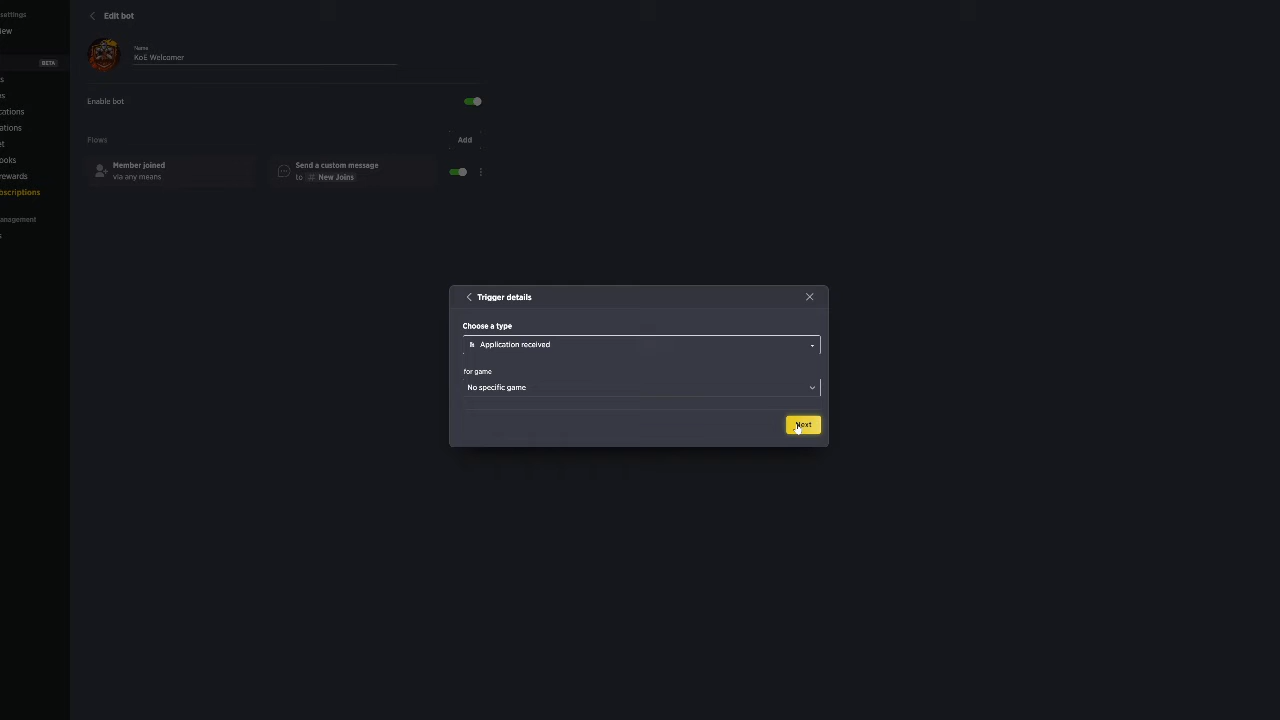 settings
Edit bot
Name
KoE Welcomer
BETA
Enable bot
Flows
Add
Member joined
via any means
Send a custom message
to # New Joins
Trigger details
Choose a type
Application received
for game
No specific game
Next